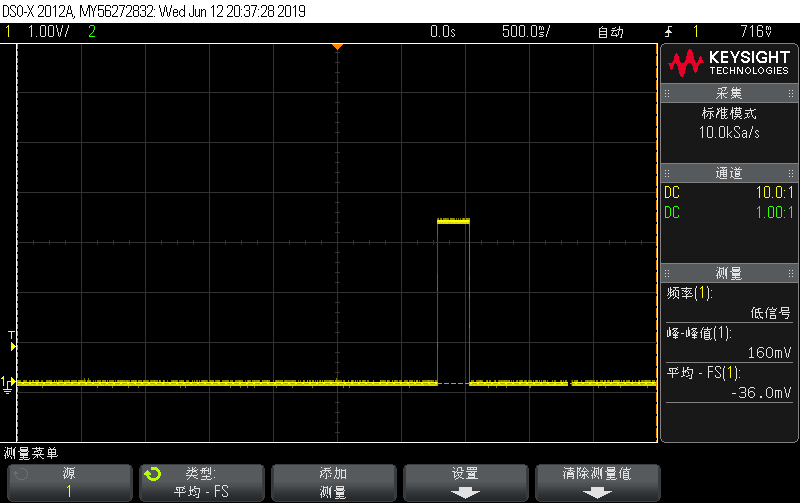 DSO-X 2012A, MY56272832: Wed Jun 12 20:37:28 2019
1 1.00V/ 2 0.0s 500.0ms/ 自动 1 716mV
KEYSIGHT
TECHNOLOGIES
采集
标准模式
10.0kSa/s
通道
DC 10.0:1
DC 1.00:1
测量
频率(1):
低信号
峰-峰值(1):
160mV
平均 - FS(1):
-36.0mV
T
1
测量菜单
源
1
类型:
平均 - FS
添加
测量
设置
清除测量值